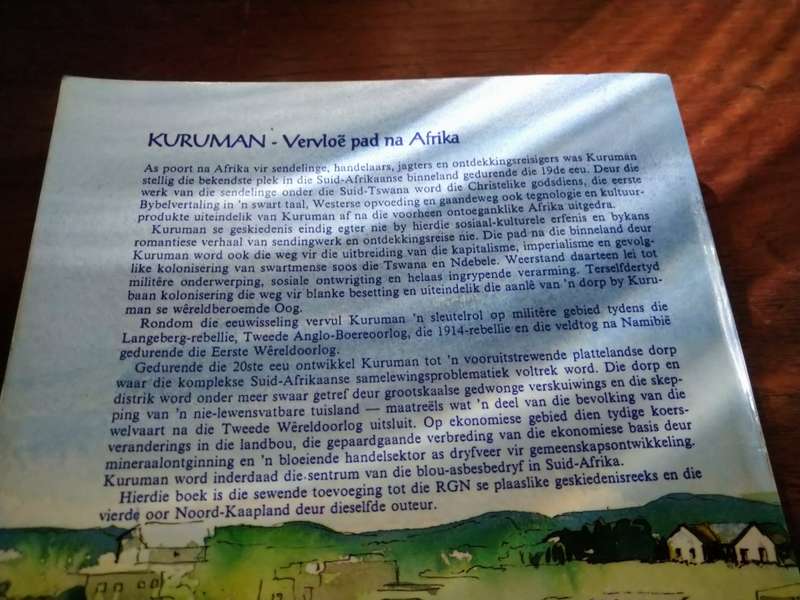 KURUMAN - Vervloë pad na Afrika
As poort na Afrika vir sendelinge, handelaars, jagters en ontdekkingsreisigers was Kuruman
stellig die bekendste plek in die Suid-Afrikaanse binneland gedurende die 19de eeu. Deur die
werk van die sendelinge onder die Suid-Tswana word die Christelike godsdiens, die eerste
Bybelvertaling in 'n swart taal, Westerse opvoeding en gaandeweg ook tegnologie en kultuur-
produkte uiteindelik van Kuruman af na die voorheen ontoeganklike Afrika uitgedra.
Kuruman se geskiedenis eindig egter nie by hierdie sosiaal-kulturele erfenis en bykans
romantiese verhaal van sendingwerk en ontdekkingsreise nie. Die pad na die binneland deur
Kuruman word ook die weg vir die uitbreiding van die kapitalisme, imperialisme en gevolg-
like kolonisering van swartmense soos die Tswana en Ndebele. Weerstand daarteen lei tot
militêre onderwerping, sosiale ontwrigting en helaas ingrypende verarming. Terselfdertyd
baan kolonisering die weg vir blanke besetting en uiteindelik die aanlê van 'n dorp by Kuru-
man se wêreldberoemde Oog.
Rondom die eeuwisseling vervul Kuruman 'n sleutelrol op militêre gebied tydens die
Langeberg-rebellie, Tweede Anglo-Boereoorlog, die 1914-rebellie en die veldtog na Namibië
gedurende die Eerste Wêreldoorlog.
Gedurende die 20ste eeu ontwikkel Kuruman tot 'n vooruitstrewende plattelandse dorp
waar die komplekse Suid-Afrikaanse samelewingsproblematiek voltrek word. Die dorp en
distrik word onder meer swaar getref deur grootskaalse gedwonge verskuiwings en die skep-
ping van 'n nie-lewensvatbare tuisland — maatreëls wat 'n deel van die bevolking van die
welvaart na die Tweede Wêreldoorlog uitsluit. Op ekonomiese gebied dien tydige koers-
veranderings in die landbou, die gepaardgaande verbreding van die ekonomiese basis deur
mineraalontginning en 'n bloeiende handelsektor as dryfveer vir gemeenskapsontwikkeling.
Kuruman word inderdaad die sentrum van die blou-asbesbedryf in Suid-Afrika.
Hierdie boek is die sewende toevoeging tot die RGN se plaaslike geskiedenisreeks en die
vierde oor Noord-Kaapland deur dieselfde outeur.